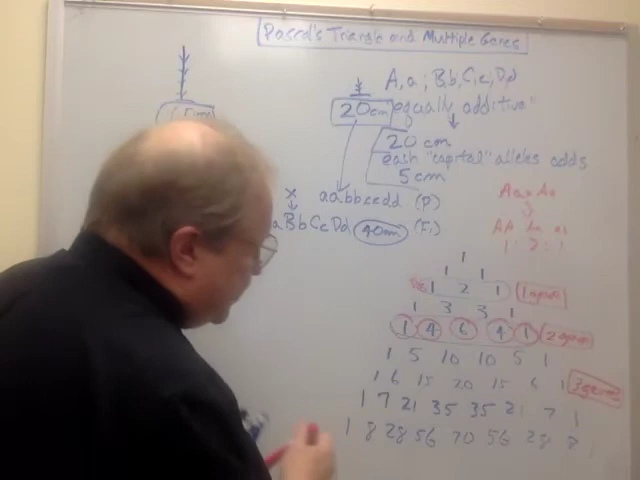 Pascal's Triangle and Multiple Genes
A,a ; B,b, C,c, D,d
20cm equally additive"
20 cm
each "capital" alleles adds
5 cm
x aabbccdd (P)
aBbCcDd 40cm (F₁)
Aa x Aa
AA Aa aa
1 : 2 : 1
1
1 1
1 2 1 1 gene
1 3 3 1
1 4 6 4 1 2 genes
1 5 10 10 5 1
1 6 15 20 15 6 1 3 genes
1 7 21 35 35 21 7 1
1 8 28 56 70 56 28 8